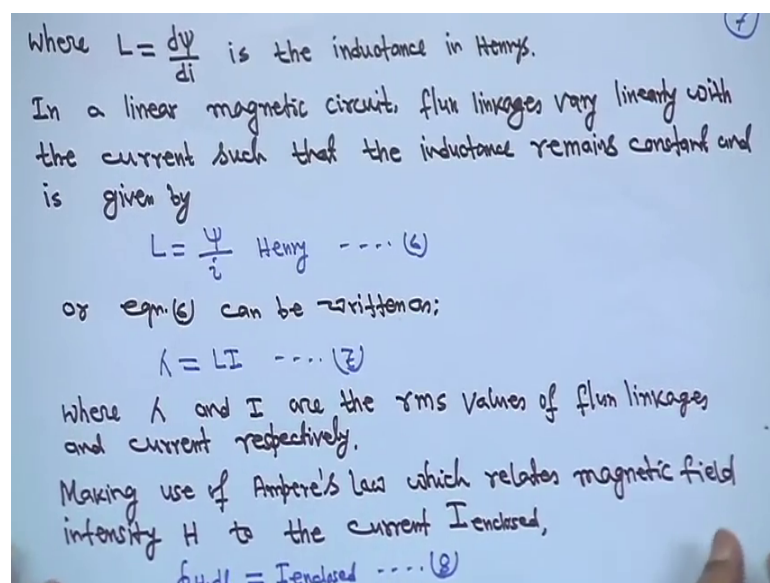 7
where L = dψ/di is the inductance in Henrys.
In a linear magnetic circuit, flux linkages vary linearly with
the current such that the inductance remains constant and
is given by
L = ψ/i Henry ---- (6)
or eqn.(6) can be written as;
λ = LI ---- (7)
where λ and I are the rms values of flux linkages
and current respectively.
Making use of Ampere's law which relates magnetic field
intensity H to the current Ienclosed,
∮H.dl = Ienclosed ---- (8)